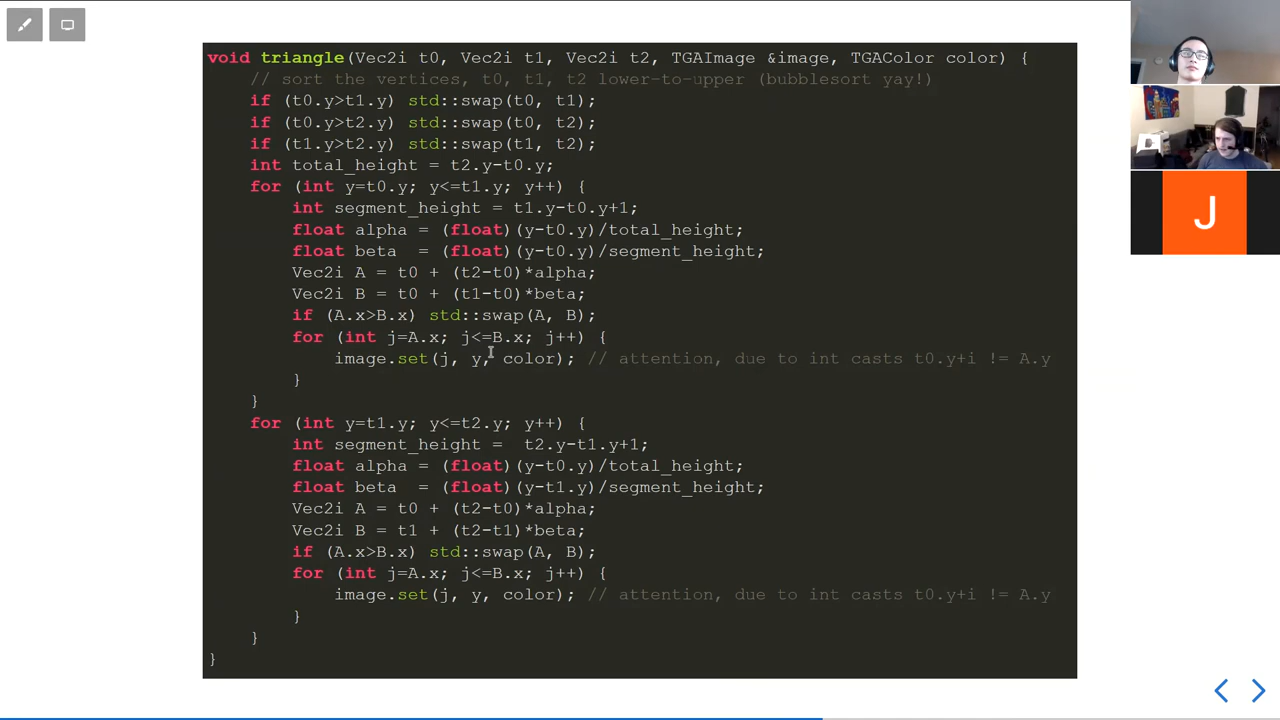 void triangle(Vec2i t0, Vec2i t1, Vec2i t2, TGAImage &image, TGAColor color) {
    // sort the vertices, t0, t1, t2 lower-to-upper (bubblesort yay!)
    if (t0.y>t1.y) std::swap(t0, t1);
    if (t0.y>t2.y) std::swap(t0, t2);
    if (t1.y>t2.y) std::swap(t1, t2);
    int total_height = t2.y-t0.y;
    for (int y=t0.y; y<=t1.y; y++) {
        int segment_height = t1.y-t0.y+1;
        float alpha = (float)(y-t0.y)/total_height;
        float beta  = (float)(y-t0.y)/segment_height;
        Vec2i A = t0 + (t2-t0)*alpha;
        Vec2i B = t0 + (t1-t0)*beta;
        if (A.x>B.x) std::swap(A, B);
        for (int j=A.x; j<=B.x; j++) {
            image.set(j, y, color); // attention, due to int casts t0.y+i != A.y
        }
    }
    for (int y=t1.y; y<=t2.y; y++) {
        int segment_height =  t2.y-t1.y+1;
        float alpha = (float)(y-t0.y)/total_height;
        float beta  = (float)(y-t1.y)/segment_height;
        Vec2i A = t0 + (t2-t0)*alpha;
        Vec2i B = t1 + (t2-t1)*beta;
        if (A.x>B.x) std::swap(A, B);
        for (int j=A.x; j<=B.x; j++) {
            image.set(j, y, color); // attention, due to int casts t0.y+i != A.y
        }
    }
}
J